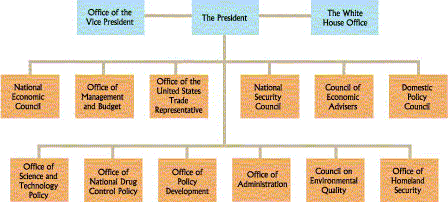 Office of the
Vice President
The President
The White
House Office
National
Economic
Council
Office of
Management
and Budget
Office of the
United States
Trade
Representative
National
Security
Council
Council of
Economic
Advisers
Domestic
Policy
Council
Office of
Science and
Technology
Policy
Office of
National Drug
Control Policy
Office of
Policy
Development
Office of
Administration
Council on
Environmental
Quality
Office of
Homeland
Security